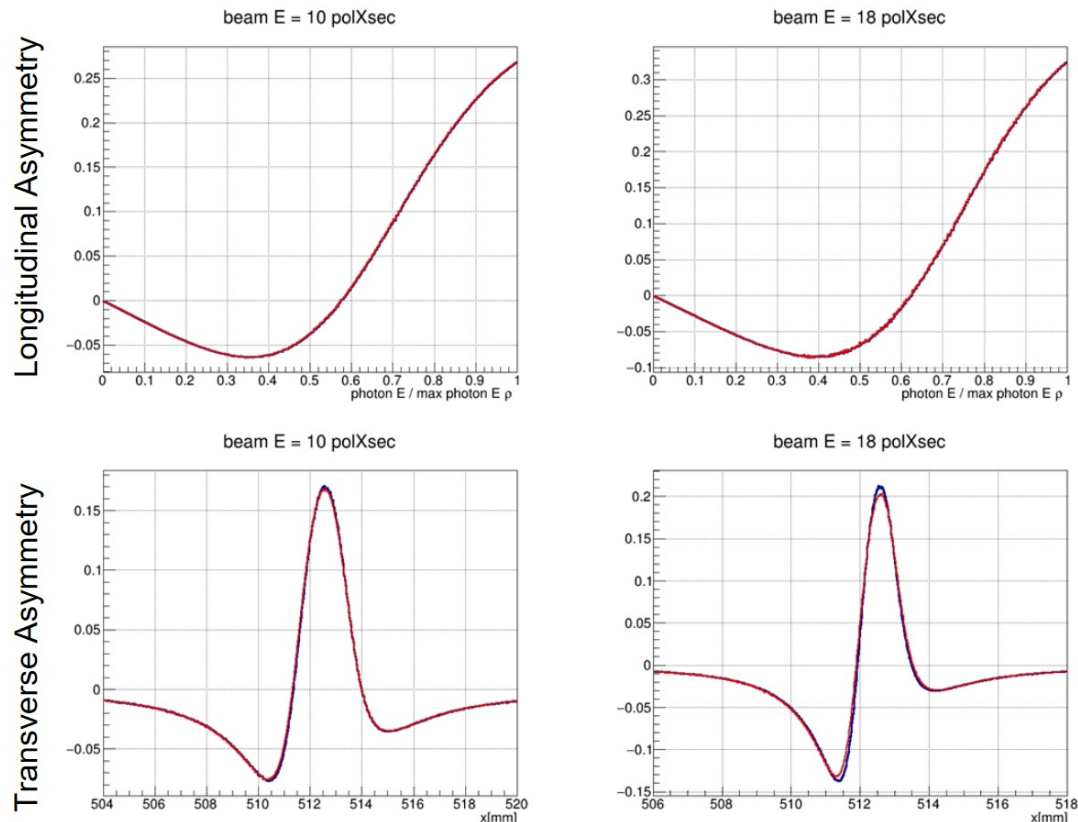 Longitudinal Asymmetry
beam E = 10 polXsec
0.25
0.2
0.15
0.1
0.05
0
−0.05
0 0.1 0.2 0.3 0.4 0.5 0.6 0.7 0.8 0.9 1
photon E / max photon E ρ
beam E = 18 polXsec
0.3
0.25
0.2
0.15
0.1
0.05
0
−0.05
−0.1
0 0.1 0.2 0.3 0.4 0.5 0.6 0.7 0.8 0.9 1
photon E / max photon E ρ
Transverse Asymmetry
beam E = 10 polXsec
0.15
0.1
0.05
0
−0.05
504 506 508 510 512 514 516 518 520
x[mm]
beam E = 18 polXsec
0.2
0.15
0.1
0.05
0
−0.05
−0.1
−0.15
506 508 510 512 514 516 518
x[mm]